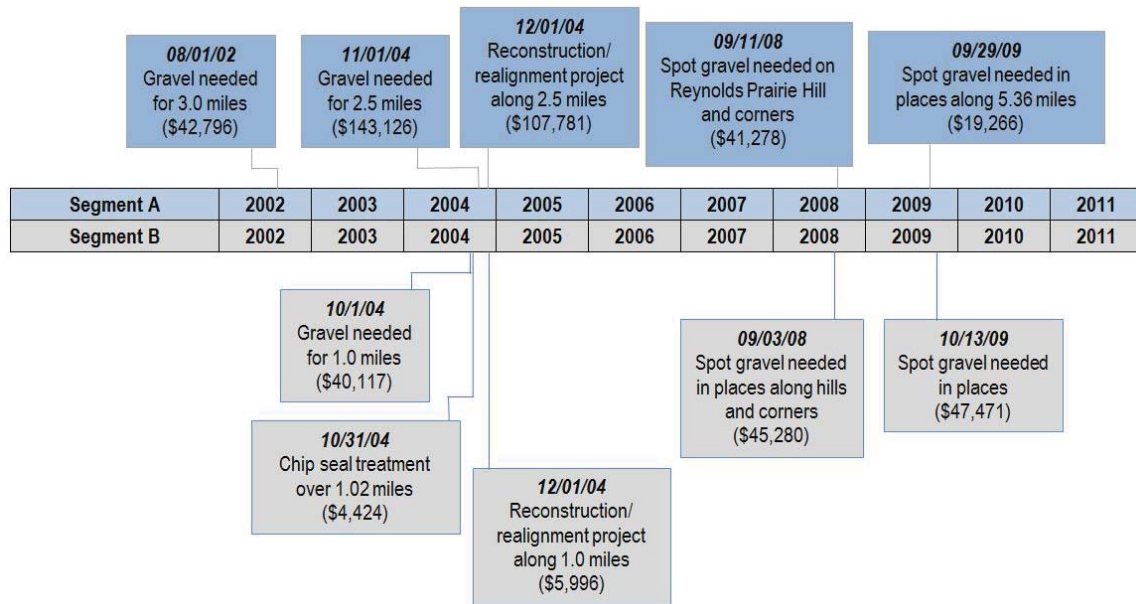 08/01/02
Gravel needed
for 3.0 miles
($42,796)
11/01/04
Gravel needed
for 2.5 miles
($143,126)
12/01/04
Reconstruction/
realignment project
along 2.5 miles
($107,781)
09/11/08
Spot gravel needed on
Reynolds Prairie Hill
and corners
($41,278)
09/29/09
Spot gravel needed in
places along 5.36 miles
($19,266)
Segment A 2002 2003 2004 2005 2006 2007 2008 2009 2010 2011
Segment B 2002 2003 2004 2005 2006 2007 2008 2009 2010 2011
10/1/04
Gravel needed
for 1.0 miles
($40,117)
10/31/04
Chip seal treatment
over 1.02 miles
($4,424)
12/01/04
Reconstruction/
realignment project
along 1.0 miles
($5,996)
09/03/08
Spot gravel needed
in places along hills
and corners
($45,280)
10/13/09
Spot gravel needed
in places
($47,471)